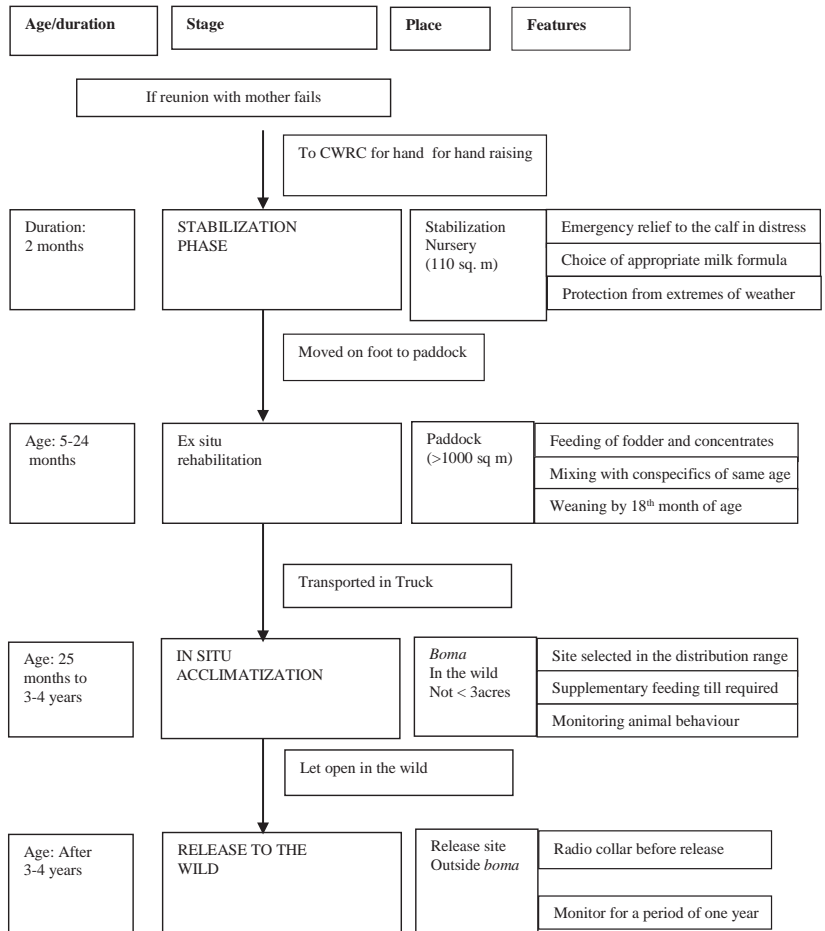 Age/duration
Stage
Place
Features
If reunion with mother fails
To CWRC for hand  for hand raising
Duration:
2 months
STABILIZATION
PHASE
Stabilization
Nursery
(110 sq. m)
Emergency relief to the calf in distress
Choice of appropriate milk formula
Protection from extremes of weather
Moved on foot to paddock
Age: 5-24
months
Ex situ
rehabilitation
Paddock
(>1000 sq m)
Feeding of fodder and concentrates
Mixing with conspecifics of same age
Weaning by 18th month of age
Transported in Truck
Age: 25
months to
3-4 years
IN SITU
ACCLIMATIZATION
Boma
In the wild
Not < 3acres
Site selected in the distribution range
Supplementary feeding till required
Monitoring animal behaviour
Let open in the wild
Age: After
3-4 years
RELEASE TO THE
WILD
Release site
Outside boma
Radio collar before release
Monitor for a period of one year